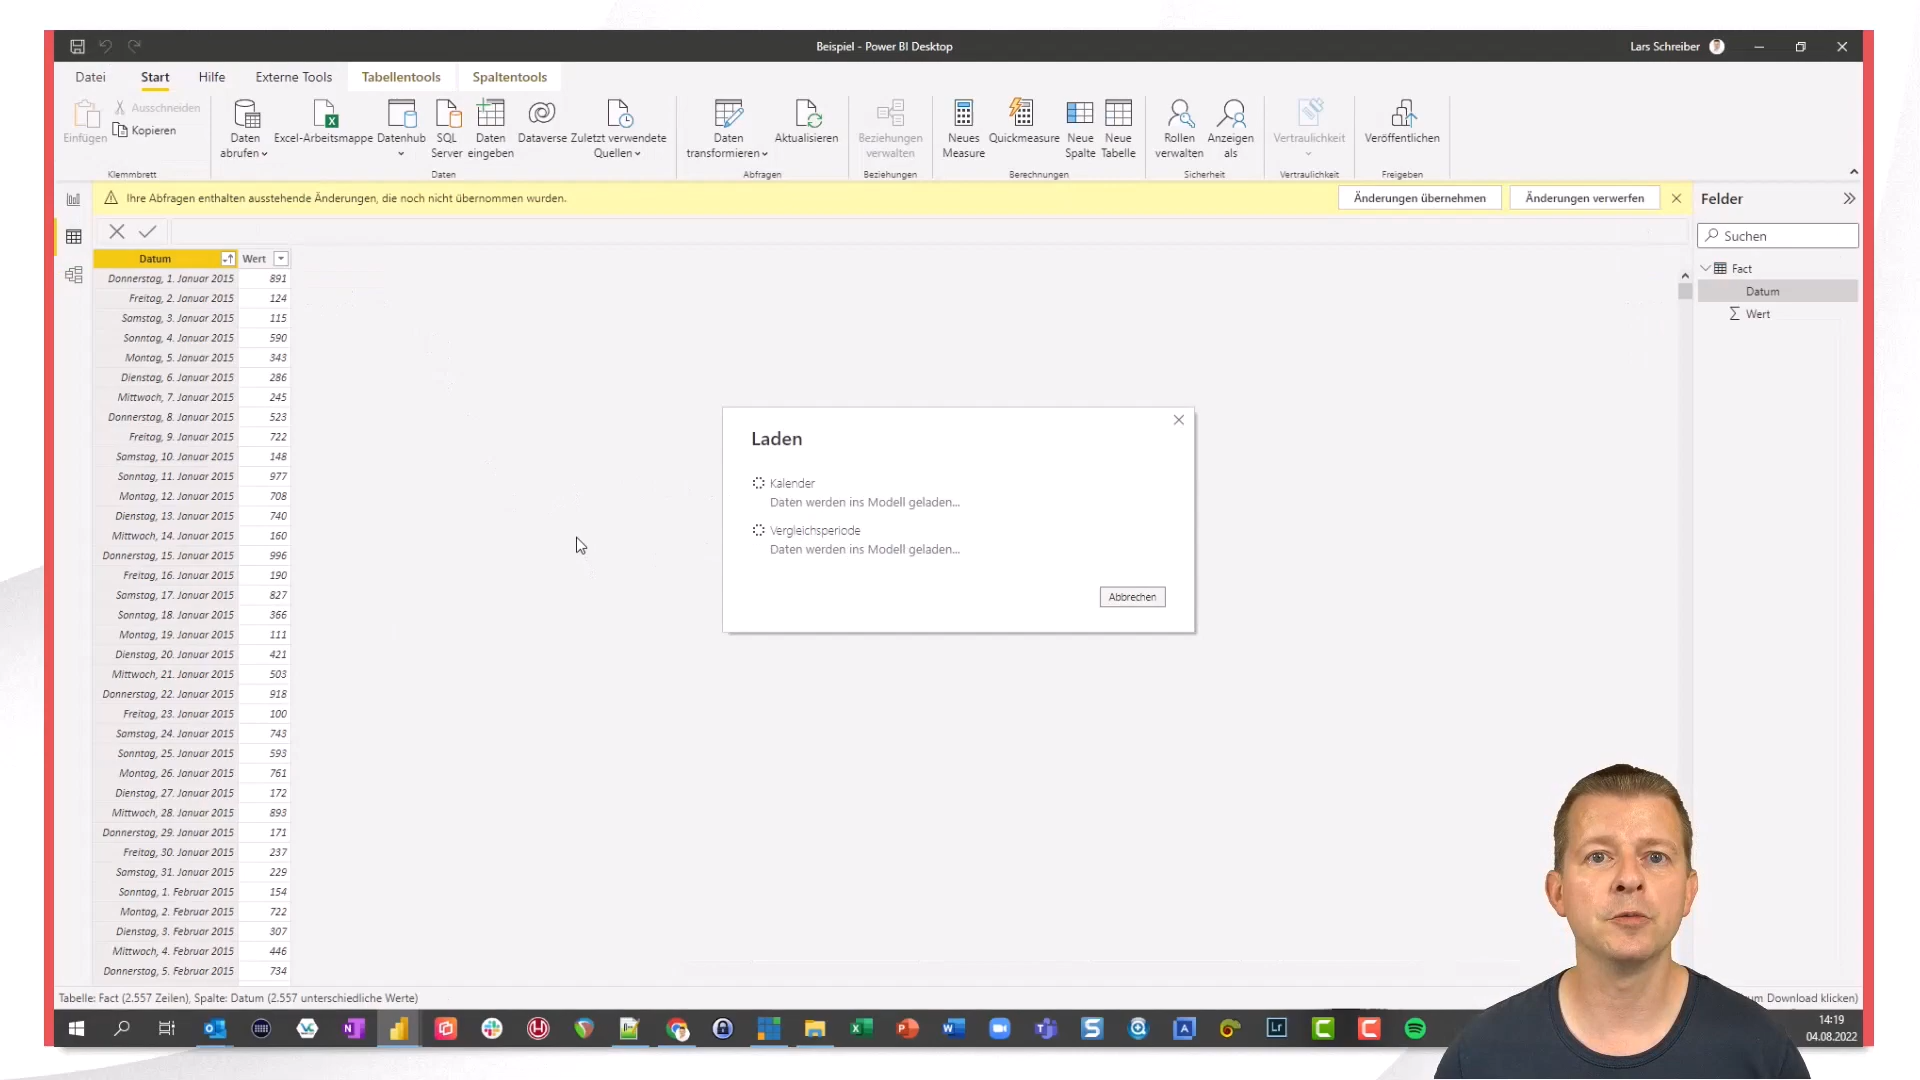 Beispiel - Power BI Desktop
Lars Schreiber
Datei Start Hilfe Externe Tools Tabellentools Spaltentools
Einfügen
Ausschneiden
Kopieren
Daten abrufen
Excel-Arbeitsmappe
Datenhub
SQL Server
Daten eingeben
Dataverse
Zuletzt verwendete Quellen
Daten transformieren
Aktualisieren
Beziehungen verwalten
Neues Measure
Quickmeasure
Neue Spalte
Neue Tabelle
Rollen verwalten
Anzeigen als
Vertraulichkeit
Veröffentlichen
Klemmbrett Daten Abfragen Beziehungen Berechnungen Sicherheit Vertraulichkeit Freigeben
Ihre Abfragen enthalten ausstehende Änderungen, die noch nicht übernommen wurden.
Änderungen übernehmen
Änderungen verwerfen
Felder
Suchen
Fact
Datum
Wert
Datum Wert
Donnerstag, 1. Januar 2015 891
Freitag, 2. Januar 2015 124
Samstag, 3. Januar 2015 115
Sonntag, 4. Januar 2015 590
Montag, 5. Januar 2015 343
Dienstag, 6. Januar 2015 286
Mittwoch, 7. Januar 2015 245
Donnerstag, 8. Januar 2015 523
Freitag, 9. Januar 2015 722
Samstag, 10. Januar 2015 148
Sonntag, 11. Januar 2015 977
Montag, 12. Januar 2015 708
Dienstag, 13. Januar 2015 740
Mittwoch, 14. Januar 2015 160
Donnerstag, 15. Januar 2015 996
Freitag, 16. Januar 2015 190
Samstag, 17. Januar 2015 827
Sonntag, 18. Januar 2015 366
Montag, 19. Januar 2015 111
Dienstag, 20. Januar 2015 421
Mittwoch, 21. Januar 2015 503
Donnerstag, 22. Januar 2015 918
Freitag, 23. Januar 2015 100
Samstag, 24. Januar 2015 743
Sonntag, 25. Januar 2015 593
Montag, 26. Januar 2015 761
Dienstag, 27. Januar 2015 172
Mittwoch, 28. Januar 2015 893
Donnerstag, 29. Januar 2015 171
Freitag, 30. Januar 2015 237
Samstag, 31. Januar 2015 229
Sonntag, 1. Februar 2015 154
Montag, 2. Februar 2015 722
Dienstag, 3. Februar 2015 307
Mittwoch, 4. Februar 2015 446
Donnerstag, 5. Februar 2015 734
Laden
Kalender
Daten werden ins Modell geladen...
Vergleichsperiode
Daten werden ins Modell geladen...
Abbrechen
Tabelle: Fact (2.557 Zeilen), Spalte: Datum (2.557 unterschiedliche Werte)
Download klicken)
14:19
04.08.2022